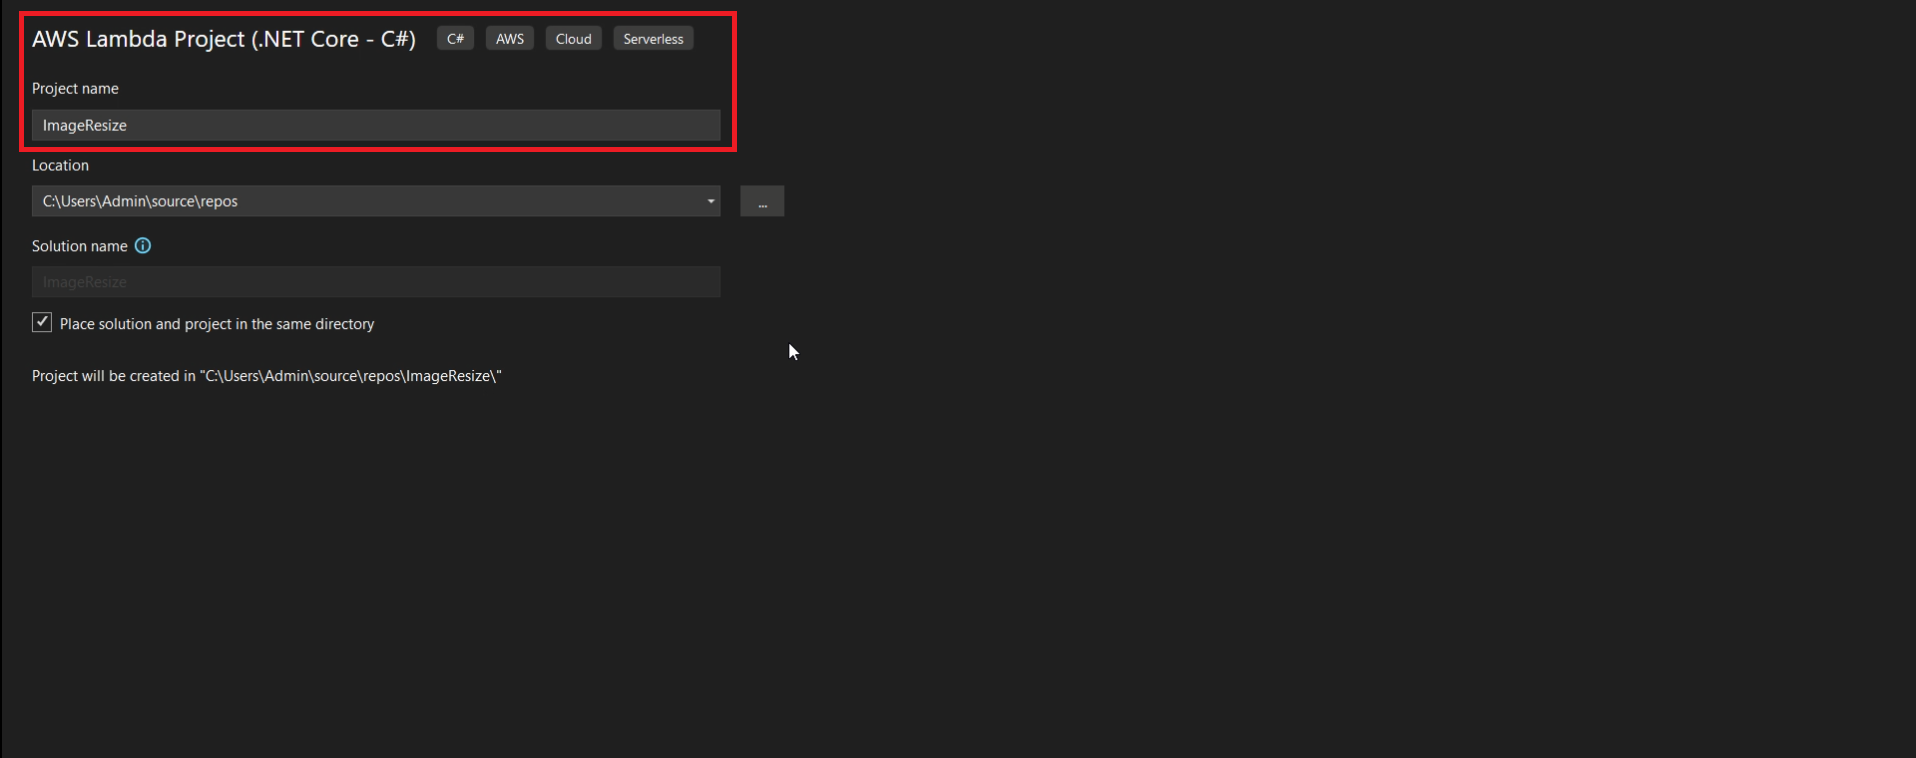 AWS Lambda Project (.NET Core - C#) C# AWS Cloud Serverless
Project name
ImageResize
Location
C:\Users\Admin\source\repos
...
Solution name
ImageResize
Place solution and project in the same directory
Project will be created in "C:\Users\Admin\source\repos\ImageResize\"